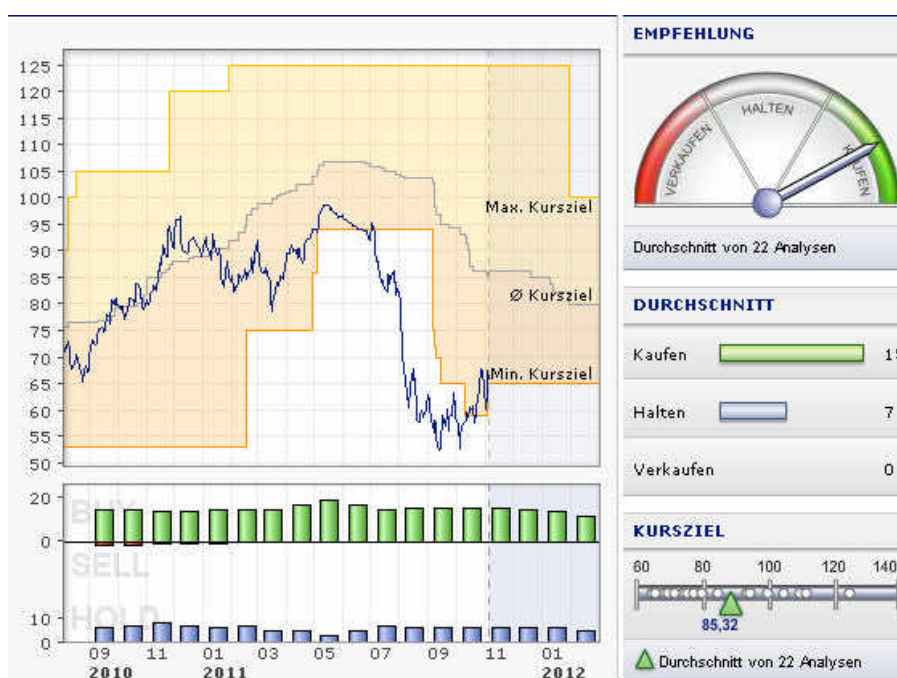 125
120
115
110
105
100
95
90
85
80
75
70
65
60
55
50
Max. Kursziel
Ø Kursziel
Min. Kursziel
20
0
BUY
SELL
HOLD
10
0
09 11 01 03 05 07 09 11 01
2010 2011 2012
EMPFEHLUNG
VERKAUFEN
HALTEN
KAUFEN
Durchschnitt von 22 Analysen
DURCHSCHNITT
Kaufen
Halten 7
Verkaufen 0
KURSZIEL
60 80 100 120 140
85,32
Durchschnitt von 22 Analysen